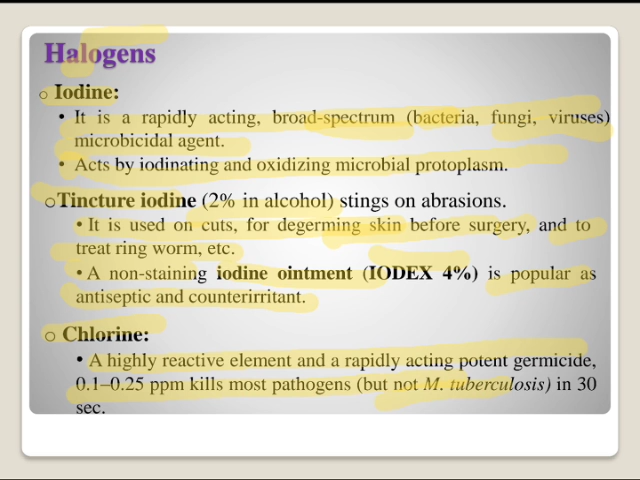 Halogens
o Iodine:
• It is a rapidly acting, broad-spectrum (bacteria, fungi, viruses)
microbicidal agent.
• Acts by iodinating and oxidizing microbial protoplasm.
oTincture iodine (2% in alcohol) stings on abrasions.
• It is used on cuts, for degerming skin before surgery, and to
treat ring worm, etc.
• A non-staining iodine ointment (IODEX 4%) is popular as
antiseptic and counterirritant.
o Chlorine:
• A highly reactive element and a rapidly acting potent germicide,
0.1–0.25 ppm kills most pathogens (but not M. tuberculosis) in 30
sec.